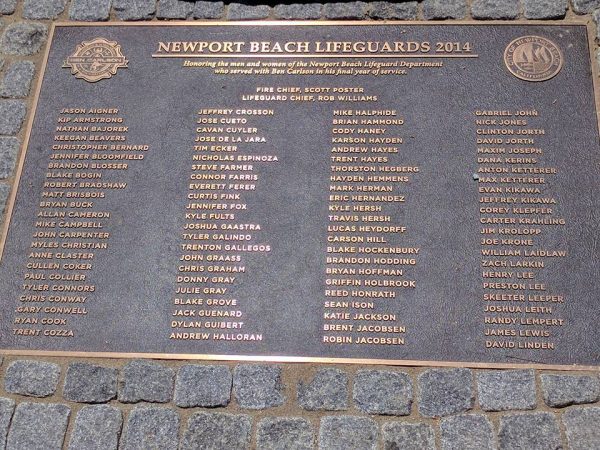 BEN CARLSON
NEWPORT BEACH LIFEGUARDS 2014
Honoring the men and women of the Newport Beach Lifeguard Department
who served with Ben Carlson in his final year of service.
FIRE CHIEF, SCOTT POSTER
LIFEGUARD CHIEF, ROB WILLIAMS
JASON AIGNER
KIP ARMSTRONG
NATHAN BAJOREK
KEEGAN BEAVERS
CHRISTOPHER BERNARD
JENNIFER BLOOMFIELD
BRANDON BLOSSER
BLAKE BOGIN
ROBERT BRADSHAW
MATT BRISBOIS
BRYAN BUCK
ALLAN CAMERON
MIKE CAMPBELL
JOHN CARPENTER
MYLES CHRISTIAN
ANNE CLASTER
CULLEN COKER
PAUL COLLIER
TYLER CONNORS
CHRIS CONWAY
GARY CONWELL
RYAN COOK
TRENT COZZA
JEFFREY CROSSON
JOSE CUETO
CAVAN CUYLER
JOSE DE LA JARA
TIM ECKER
NICHOLAS ESPINOZA
STEVE FARMER
CONNOR FARRIS
EVERETT FERER
CURTIS FINK
JENNIFER FOX
KYLE FULTS
JOSHUA GAASTRA
TYLER GALINDO
TRENTON GALLEGOS
JOHN GRAASS
CHRIS GRAHAM
DONNY GRAY
JULIE GRAY
BLAKE GROVE
JACK GUENARD
DYLAN GUIBERT
ANDREW HALLORAN
MIKE HALPHIDE
BRIAN HAMMOND
CODY HANEY
KARSON HAYDEN
ANDREW HAYES
TRENT HAYES
THORSTON HEGBERG
HAYDEN HEMMENS
MARK HERMAN
ERIC HERNANDEZ
KYLE HERSH
TRAVIS HERSH
LUCAS HEYDORFF
CARSON HILL
BLAKE HOCKENBURY
BRANDON HODDING
BRYAN HOFFMAN
GRIFFIN HOLBROOK
REED HONRATH
SEAN ISON
KATIE JACKSON
BRENT JACOBSEN
ROBIN JACOBSEN
GABRIEL JOHN
NICK JONES
CLINTON JORTH
DAVID JORTH
MAXIM JOSEPH
DANA KERINS
ANTON KETTERER
MAX KETTERER
EVAN KIKAWA
JEFFREY KIKAWA
COREY KLEPFER
CARTER KRAHLING
JIM KROLOPP
JOE KRONE
WILLIAM LAIDLAW
ZACH LARKIN
HENRY LEE
PRESTON LEE
SKEETER LEEPER
JOSHUA LEITH
RANDY LEMPERT
JAMES LEWIS
DAVID LINDEN